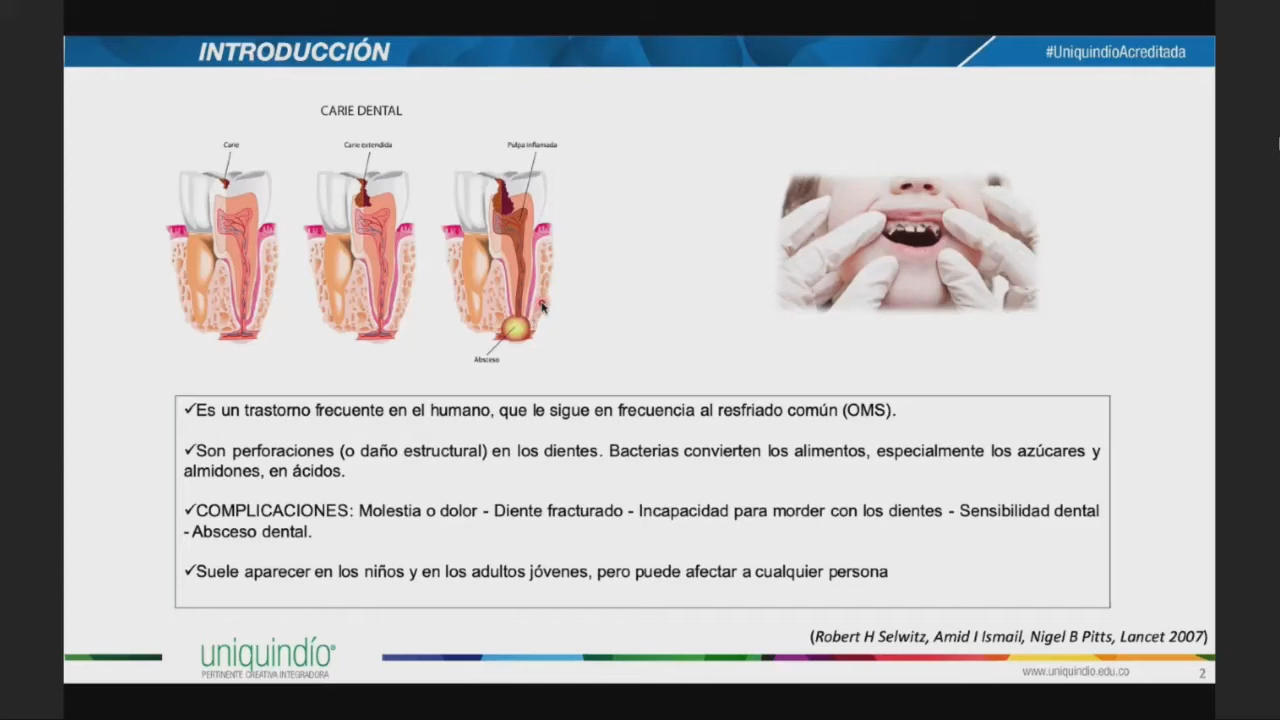 INTRODUCCIÓN
#UniquindíoAcreditada
CARIE DENTAL
Carie
Carie extendida
Pulpa inflamada
Absceso
✓Es un trastorno frecuente en el humano, que le sigue en frecuencia al resfriado común (OMS).
✓Son perforaciones (o daño estructural) en los dientes. Bacterias convierten los alimentos, especialmente los azúcares y
almidones, en ácidos.
✓COMPLICACIONES: Molestia o dolor - Diente fracturado - Incapacidad para morder con los dientes - Sensibilidad dental
- Absceso dental.
✓Suele aparecer en los niños y en los adultos jóvenes, pero puede afectar a cualquier persona
(Robert H Selwitz, Amid I Ismail, Nigel B Pitts, Lancet 2007)
uniquindío®
PERTINENTE CREATIVA INTEGRADORA
www.uniquindio.edu.co
2